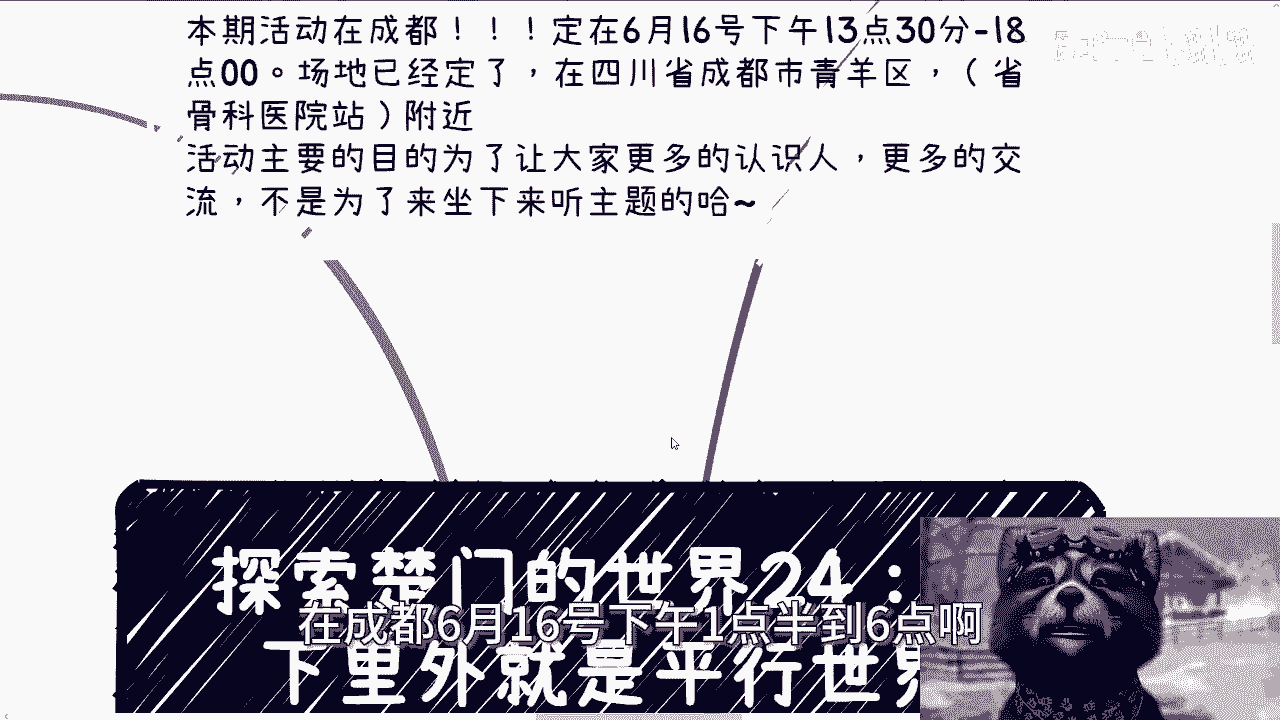 本期活动在成都！！！定在6月16号下午13点30分-18
点00。场地已经定了，在四川省成都市青羊区，（省
骨科医院站）附近
活动主要的目的为了让大家更多的认识人，更多的交
流，不是为了来坐下来听主题的哈~
探索楚门的世界24：
在成都6月16号下午1点半到6点啊
下里外就是平行世界